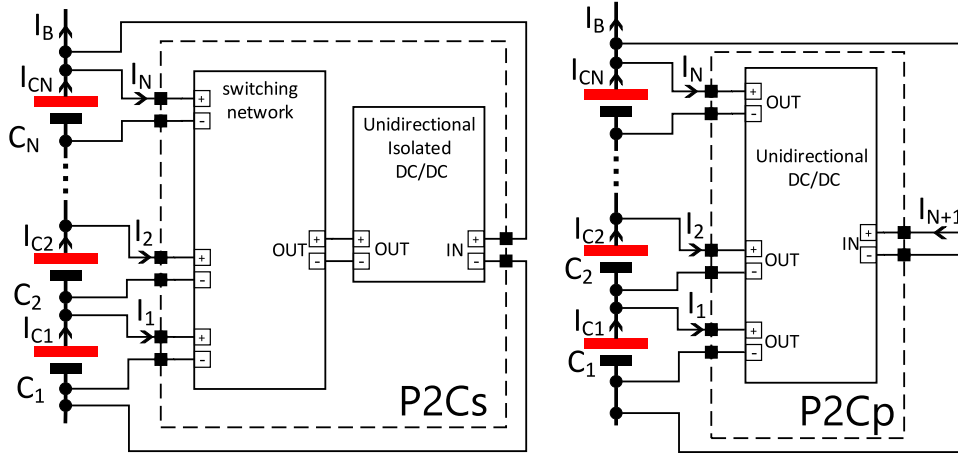 I_B
I_CN
I_N
C_N
I_C2
I_2
C_2
I_C1
I_1
C_1
switching
network
+
-
+
-
+
-
OUT
+
-
Unidirectional
Isolated
DC/DC
+
-
OUT
IN
+
-
P2Cs
I_B
I_CN
I_N
C_N
I_C2
I_2
C_2
I_C1
I_1
C_1
+
-
OUT
Unidirectional
DC/DC
+
-
OUT
+
-
OUT
IN
+
-
I_N+1
P2Cp